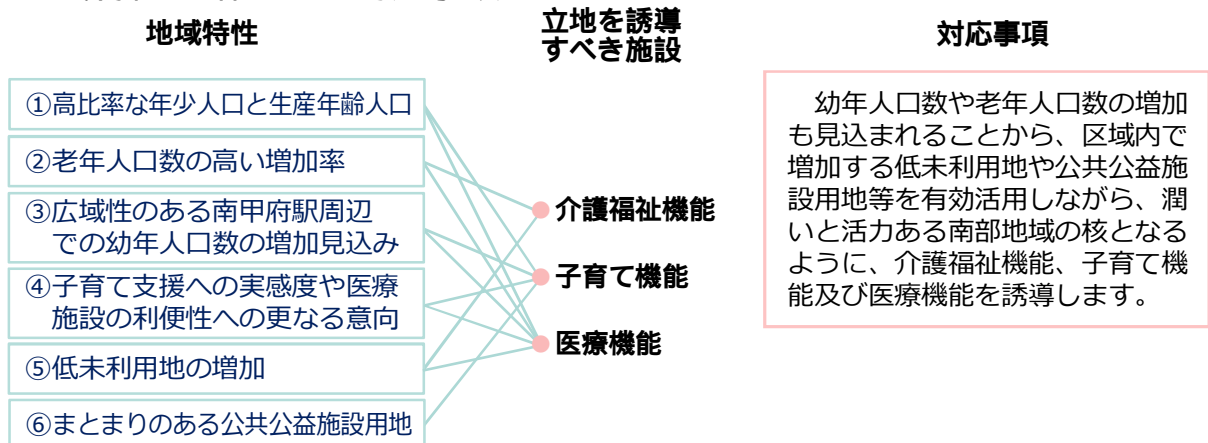 地域特性
立地を誘導
すべき施設
対応事項
①高比率な年少人口と生産年齢人口
②老年人口数の高い増加率
③広域性のある南甲府駅周辺
での幼年人口数の増加見込み
④子育て支援への実感度や医療
施設の利便性への更なる意向
⑤低未利用地の増加
⑥まとまりのある公共公益施設用地
介護福祉機能
子育て機能
医療機能
幼年人口数や老年人口数の増加
も見込まれることから、区域内で
増加する低未利用地や公共公益施
設用地等を有効活用しながら、潤
いと活力ある南部地域の核となる
ように、介護福祉機能、子育て機
能及び医療機能を誘導します。